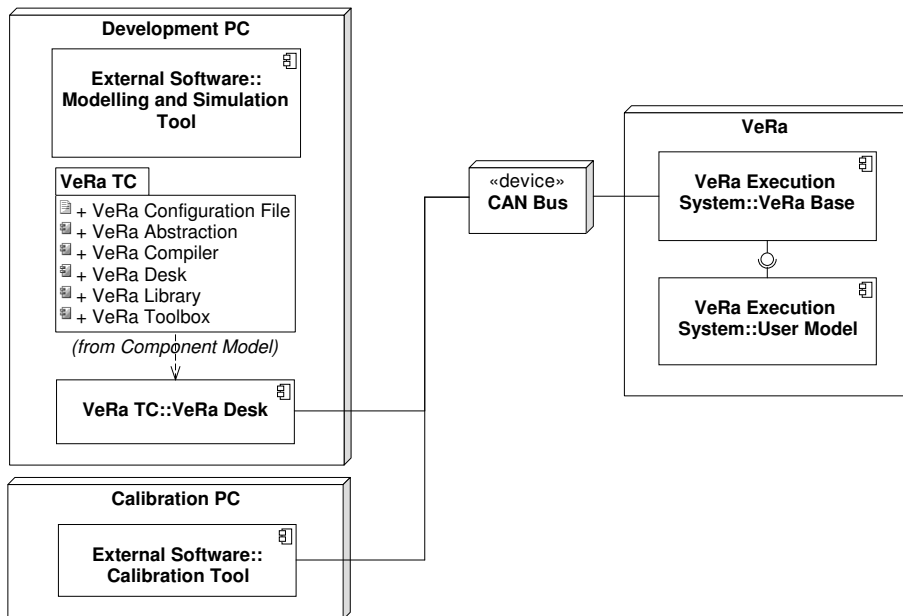 Development PC
External Software::
Modelling and Simulation
Tool
VeRa TC
+ VeRa Configuration File
+ VeRa Abstraction
+ VeRa Compiler
+ VeRa Desk
+ VeRa Library
+ VeRa Toolbox
(from Component Model)
VeRa TC::VeRa Desk
Calibration PC
External Software::
Calibration Tool
«device»
CAN Bus
VeRa
VeRa Execution
System::VeRa Base
VeRa Execution
System::User Model